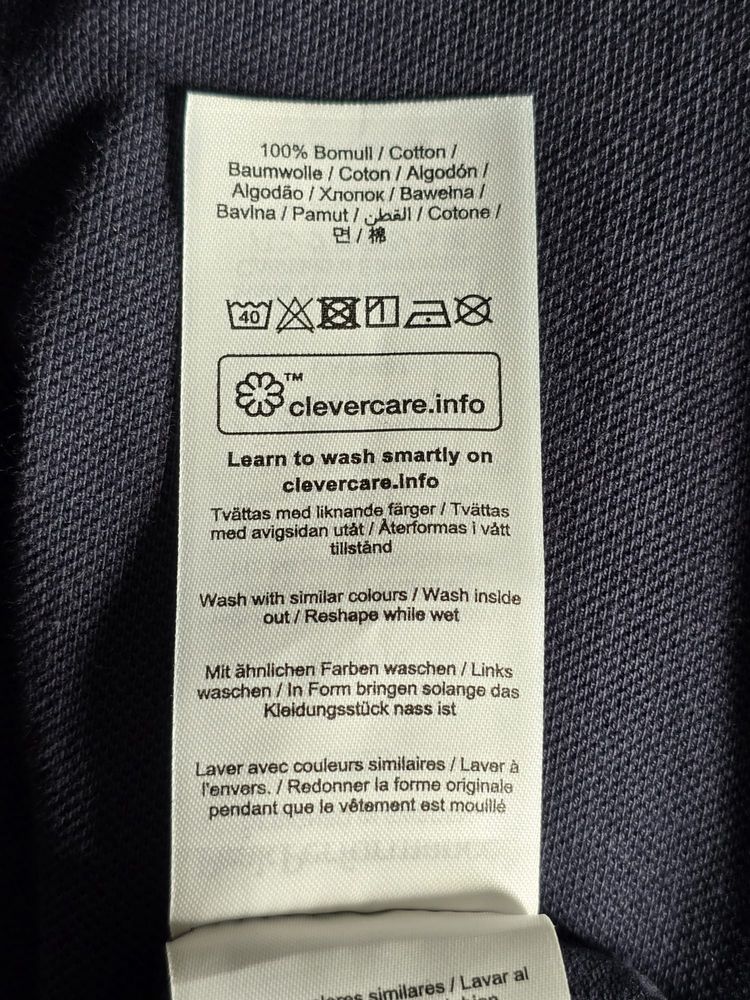 100% Bomull / Cotton /
Baumwolle / Coton / Algodón /
Algodão / Хлопок / Bawełna /
Bavlna / Pamut / القطن / Cotone /
면 / 棉
40
™
clevercare.info
Learn to wash smartly on
clevercare.info
Tvättas med liknande färger / Tvättas
med avigsidan utåt / Återformas i vått
tillstånd
Wash with similar colours / Wash inside
out / Reshape while wet
Mit ähnlichen Farben waschen / Links
waschen / In Form bringen solange das
Kleidungsstück nass ist
Laver avec couleurs similaires / Laver à
l'envers. / Redonner la forme originale
pendant que le vêtement est mouillé
similares / Lavar al